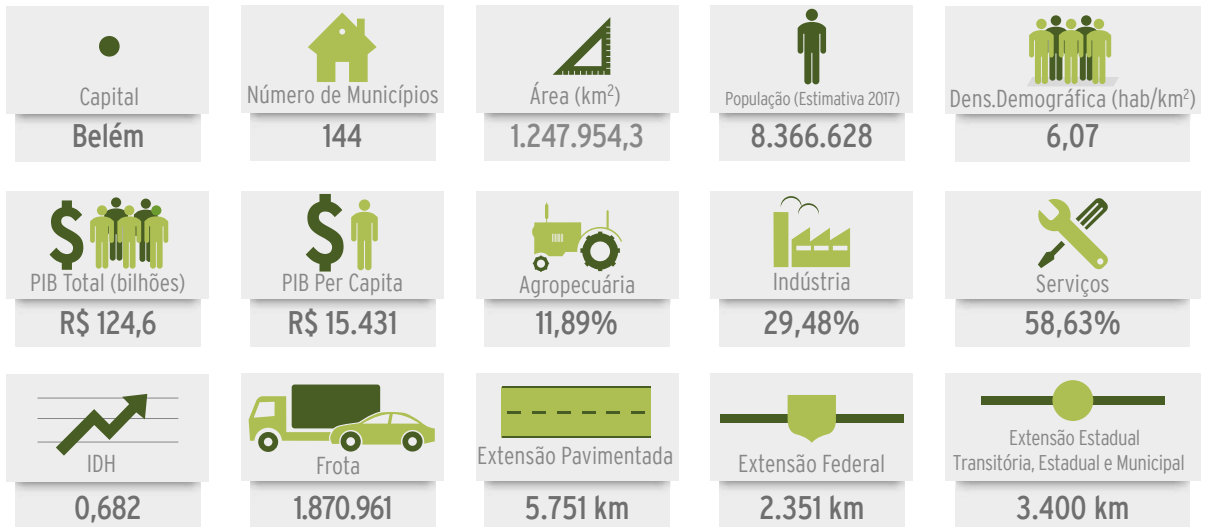 Capital
Belém
Número de Municípios
144
Área (km²)
1.247.954,3
População (Estimativa 2017)
8.366.628
Dens.Demográfica (hab/km²)
6,07
PIB Total (bilhões)
R$ 124,6
PIB Per Capita
R$ 15.431
Agropecuária
11,89%
Indústria
29,48%
Serviços
58,63%
IDH
0,682
Frota
1.870.961
Extensão Pavimentada
5.751 km
Extensão Federal
2.351 km
Extensão Estadual
Transitória, Estadual e Municipal
3.400 km